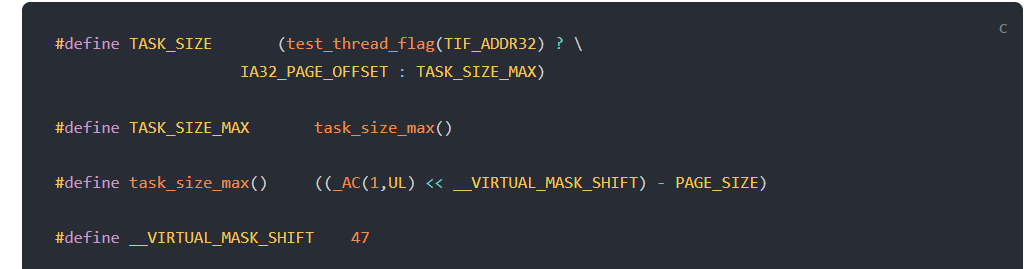 C
#define TASK_SIZE (test_thread_flag(TIF_ADDR32) ? \
IA32_PAGE_OFFSET : TASK_SIZE_MAX)
#define TASK_SIZE_MAX task_size_max()
#define task_size_max() ((_AC(1,UL) << __VIRTUAL_MASK_SHIFT) - PAGE_SIZE)
#define __VIRTUAL_MASK_SHIFT 47